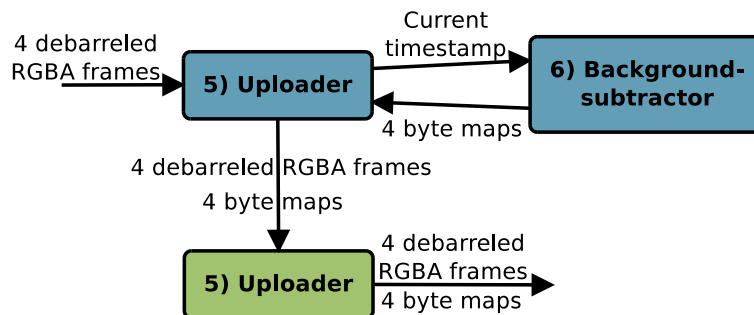 4 debarreled
RGBA frames
5) Uploader
Current
timestamp
6) Background-
subtractor
4 byte maps
4 debarreled RGBA frames
4 byte maps
5) Uploader
4 debarreled
RGBA frames
4 byte maps